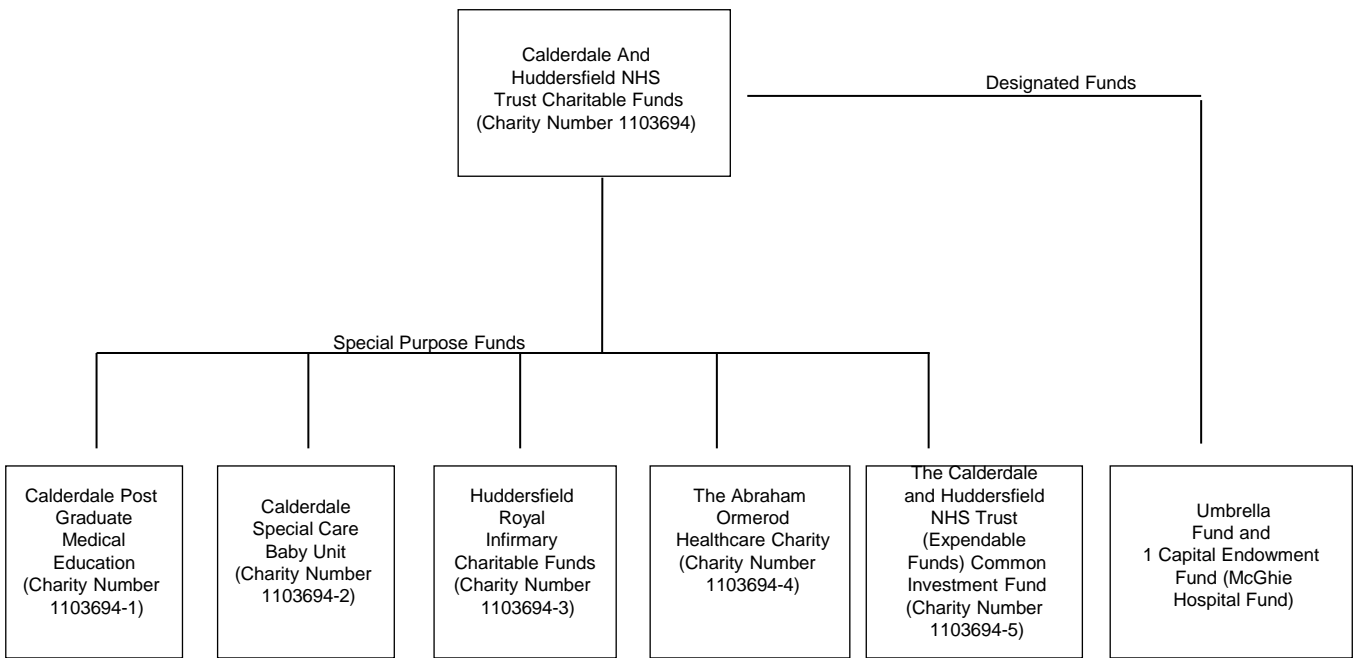 Calderdale And
Huddersfield NHS
Trust Charitable Funds
(Charity Number 1103694)
Designated Funds
Special Purpose Funds
Calderdale Post
Graduate
Medical
Education
(Charity Number
1103694-1)
Calderdale
Special Care
Baby Unit
(Charity Number
1103694-2)
Huddersfield
Royal
Infirmary
Charitable Funds
(Charity Number
1103694-3)
The Abraham
Ormerod
Healthcare Charity
(Charity Number
1103694-4)
The Calderdale
and Huddersfield
NHS Trust
(Expendable
Funds) Common
Investment Fund
(Charity Number
1103694-5)
Umbrella
Fund and
1 Capital Endowment
Fund (McGhie
Hospital Fund)